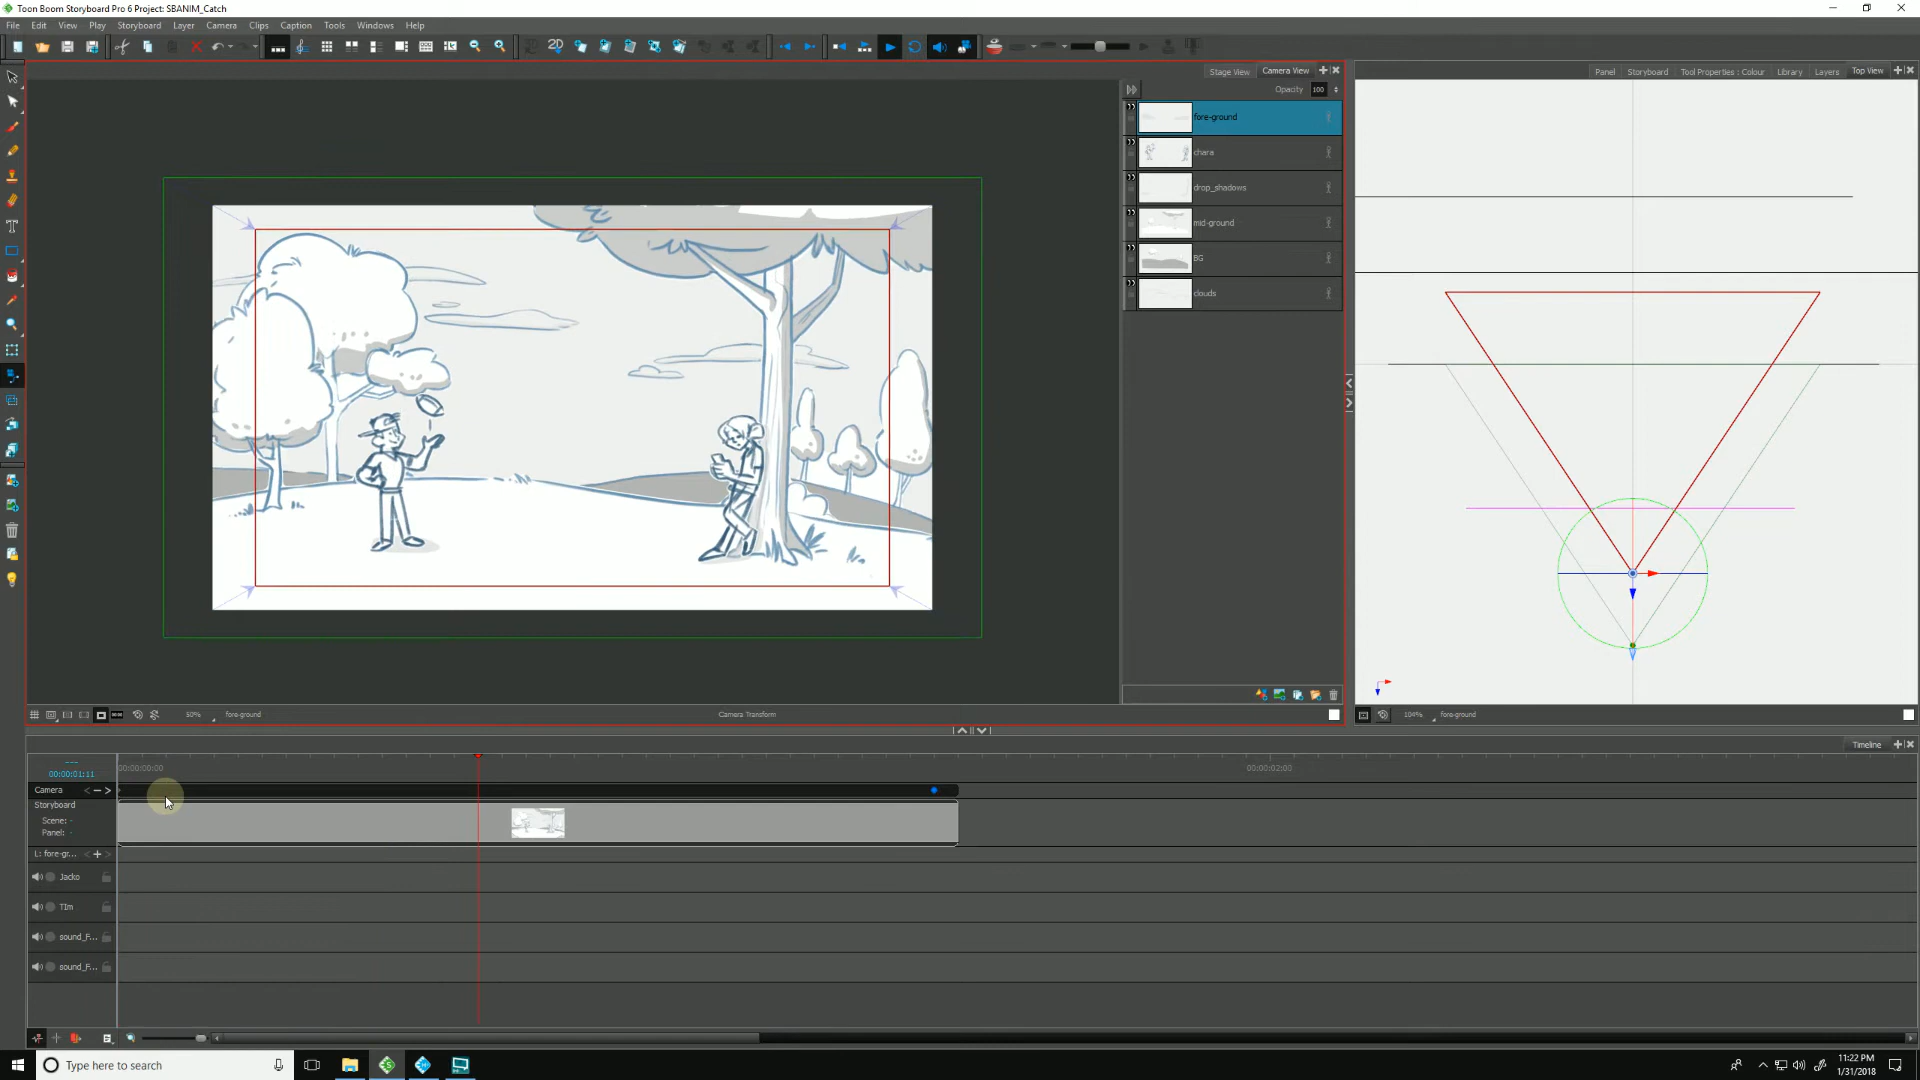 Toon Boom Storyboard Pro 6 Project: SBANIM_Catch
File Edit View Play Storyboard Layer Camera Clips Caption Tools Windows Help
2D
Stage View Camera View
Opacity 100
fore-ground
chara
drop_shadows
mid-ground
BG
clouds
Panel Storyboard Tool Properties : Colour Library Layers Top View
50% fore-ground Camera Transform
104% fore-ground
Timeline
00:00:01:11
00:00:00:00 00:00:02:00
Camera
Storyboard
Scene: -
Panel: -
L: fore-gr...
Jacko
TIm
sound_F...
sound_F...
Type here to search
11:22 PM
1/31/2018